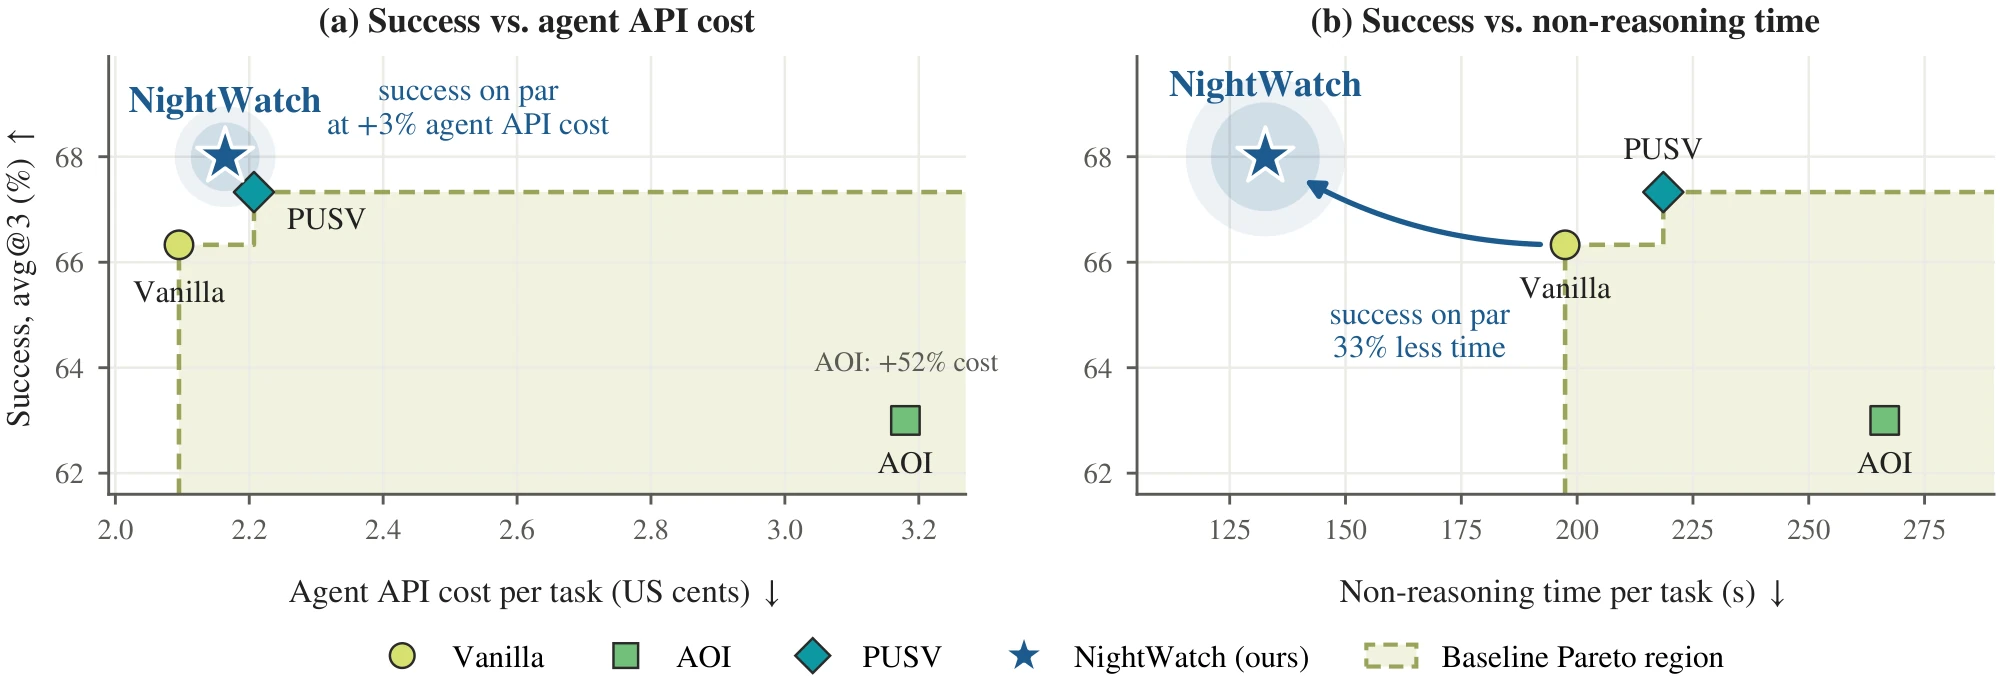 (a) Success vs. agent API cost
Success, avg@3 (%) ↑
68
66
64
62
NightWatch
success on par
at +3% agent API cost
PUSV
Vanilla
AOI: +52% cost
AOI
2.0 2.2 2.4 2.6 2.8 3.0 3.2
Agent API cost per task (US cents) ↓
(b) Success vs. non-reasoning time
68
66
64
62
NightWatch
PUSV
Vanilla
success on par
33% less time
AOI
125 150 175 200 225 250 275
Non-reasoning time per task (s) ↓
Vanilla AOI PUSV NightWatch (ours) Baseline Pareto region